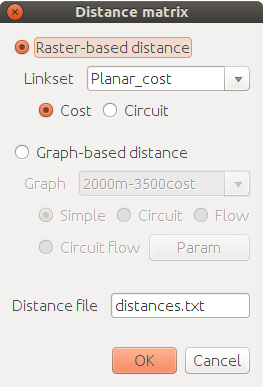 Distance matrix
Raster-based distance
Linkset Planar_cost
Cost Circuit
Graph-based distance
Graph 2000m-3500cost
Simple Circuit Flow
Circuit flow Param
Distance file distances.txt
OK Cancel